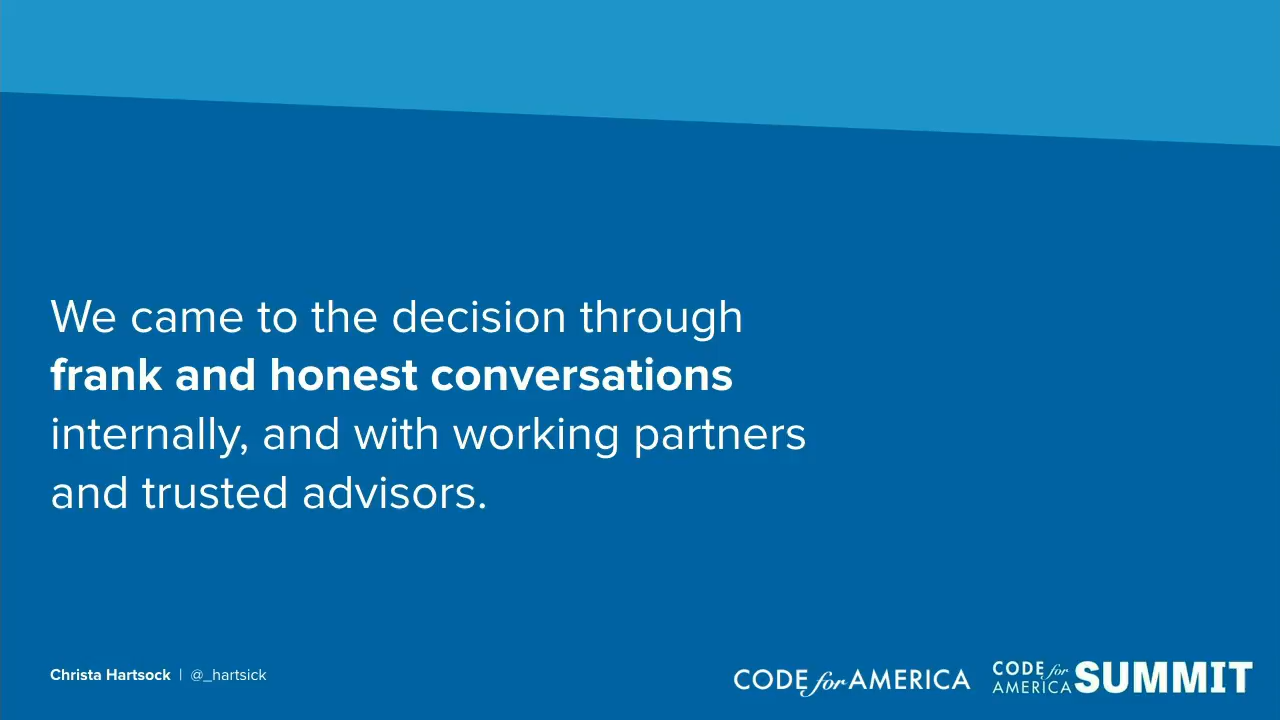 We came to the decision through
frank and honest conversations
internally, and with working partners
and trusted advisors.
Christa Hartsock | @_hartsick
CODE for AMERICA
CODE for
AMERICA SUMMIT